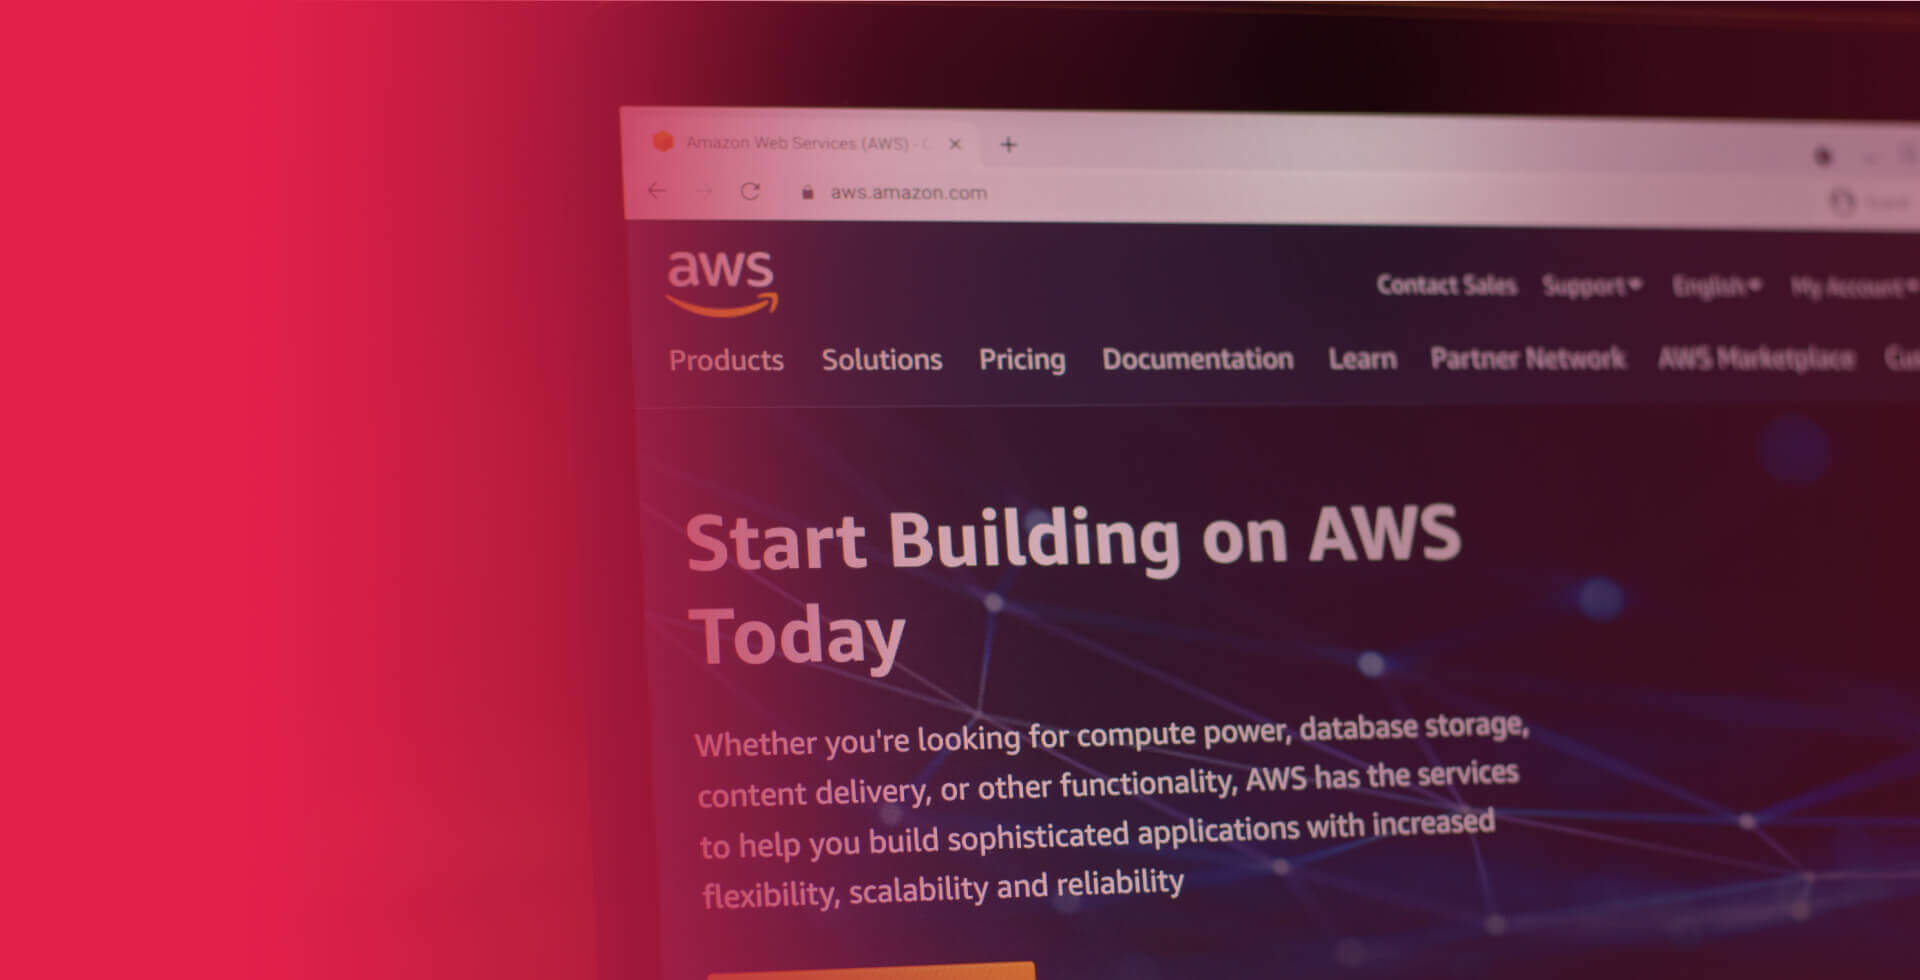 Amazon Web Services (AWS) - C
aws.amazon.com
aws
Contact Sales Support English My Account
Products Solutions Pricing Documentation Learn Partner Network AWS Marketplace
Start Building on AWS
Today
Whether you're looking for compute power, database storage,
content delivery, or other functionality, AWS has the services
to help you build sophisticated applications with increased
flexibility, scalability and reliability